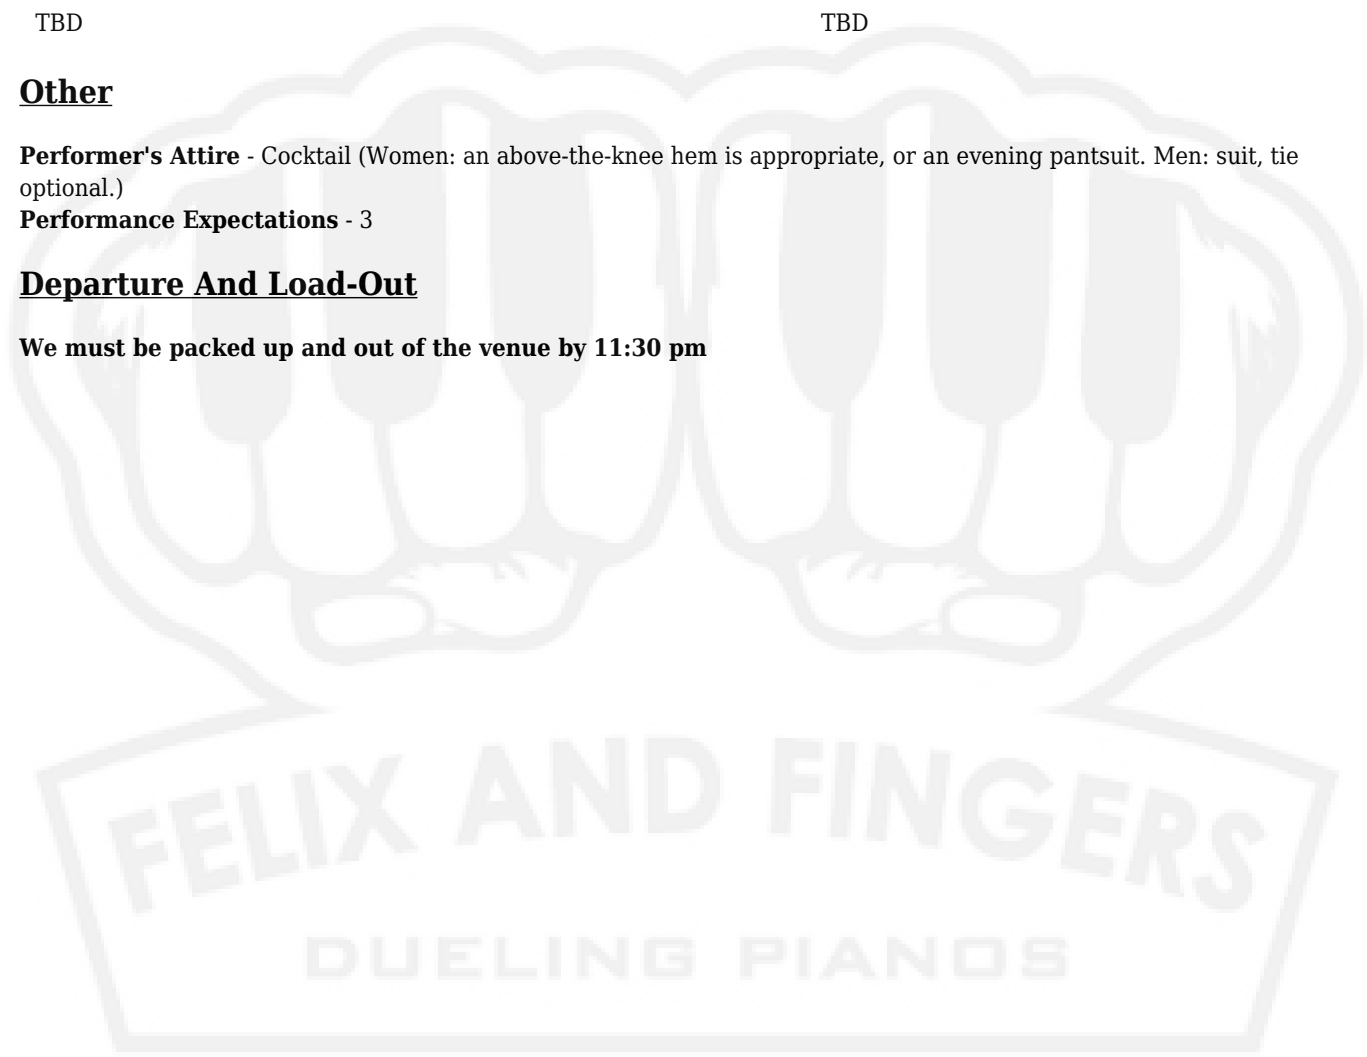 TBD TBD
Other
Performer's Attire - Cocktail (Women: an above-the-knee hem is appropriate, or an evening pantsuit. Men: suit, tie
optional.)
Performance Expectations - 3
Departure And Load-Out
We must be packed up and out of the venue by 11:30 pm
FELIX AND FINGERS
DUELING PIANOS